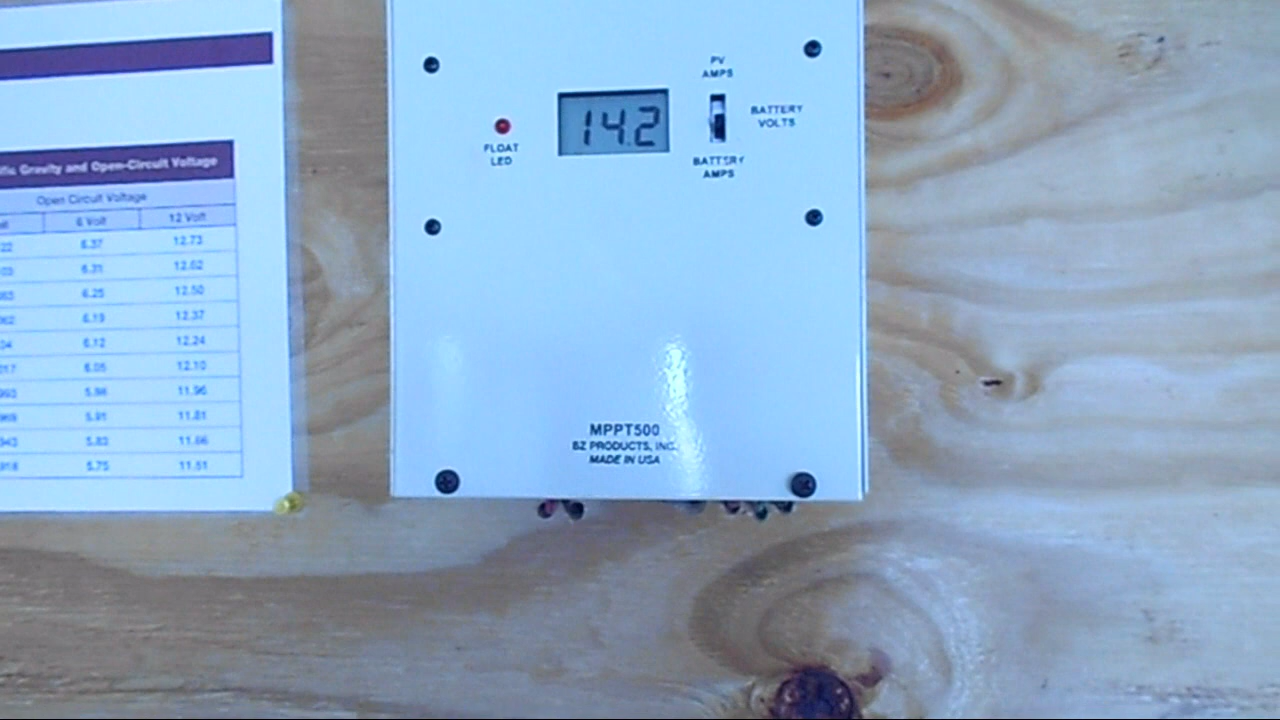 fic Gravity and Open-Circuit Voltage
Open Circuit Voltage
6 Volt 12 Volt
6.37 12.73
6.31 12.62
6.25 12.50
6.19 12.37
6.12 12.24
6.05 12.10
5.98 11.96
5.91 11.81
5.83 11.66
5.75 11.51
FLOAT
LED
14.2
PV
AMPS
BATTERY
VOLTS
BATTERY
AMPS
MPPT500
BZ PRODUCTS, INC.
MADE IN USA